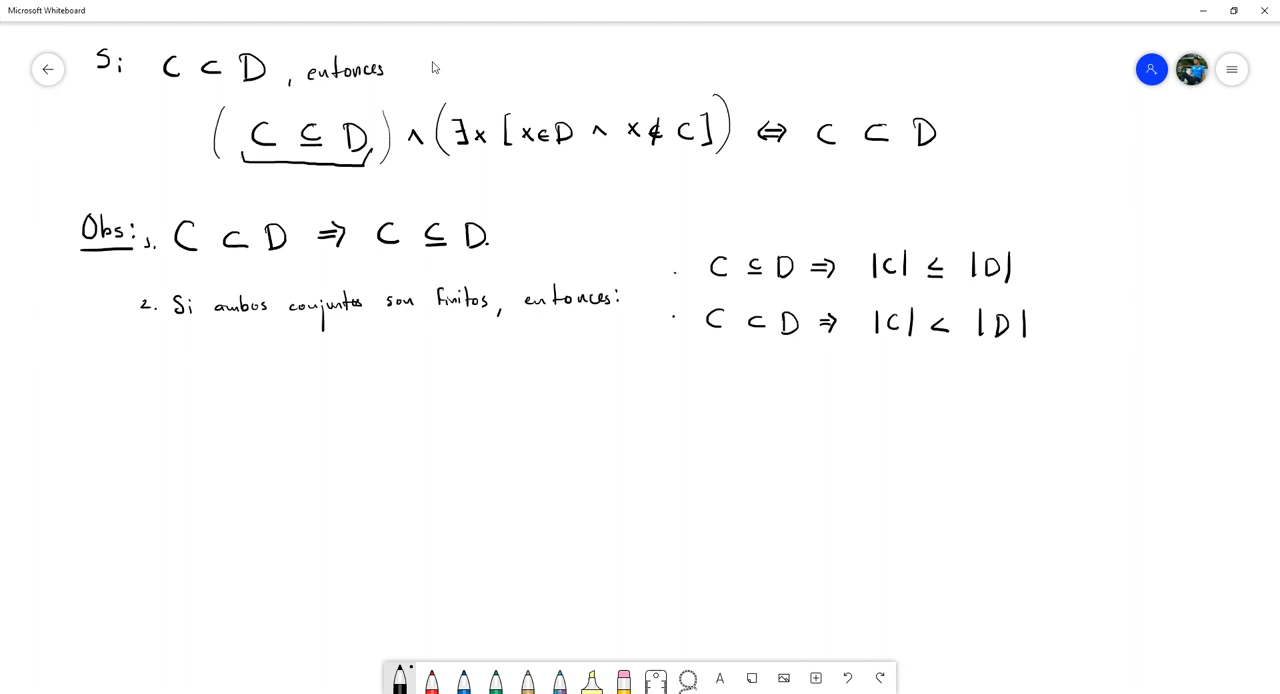 Microsoft Whiteboard
Si C ⊂ D, entonces
(C ⊆ D) ∧ (∃x [x∈D ∧ x∉C]) ⇔ C ⊂ D
Obs: 1. C ⊂ D ⇒ C ⊆ D.
2. Si ambos conjuntos son finitos, entonces:
· C ⊆ D ⇒ |C| ≤ |D|
· C ⊂ D ⇒ |C| < |D|
A